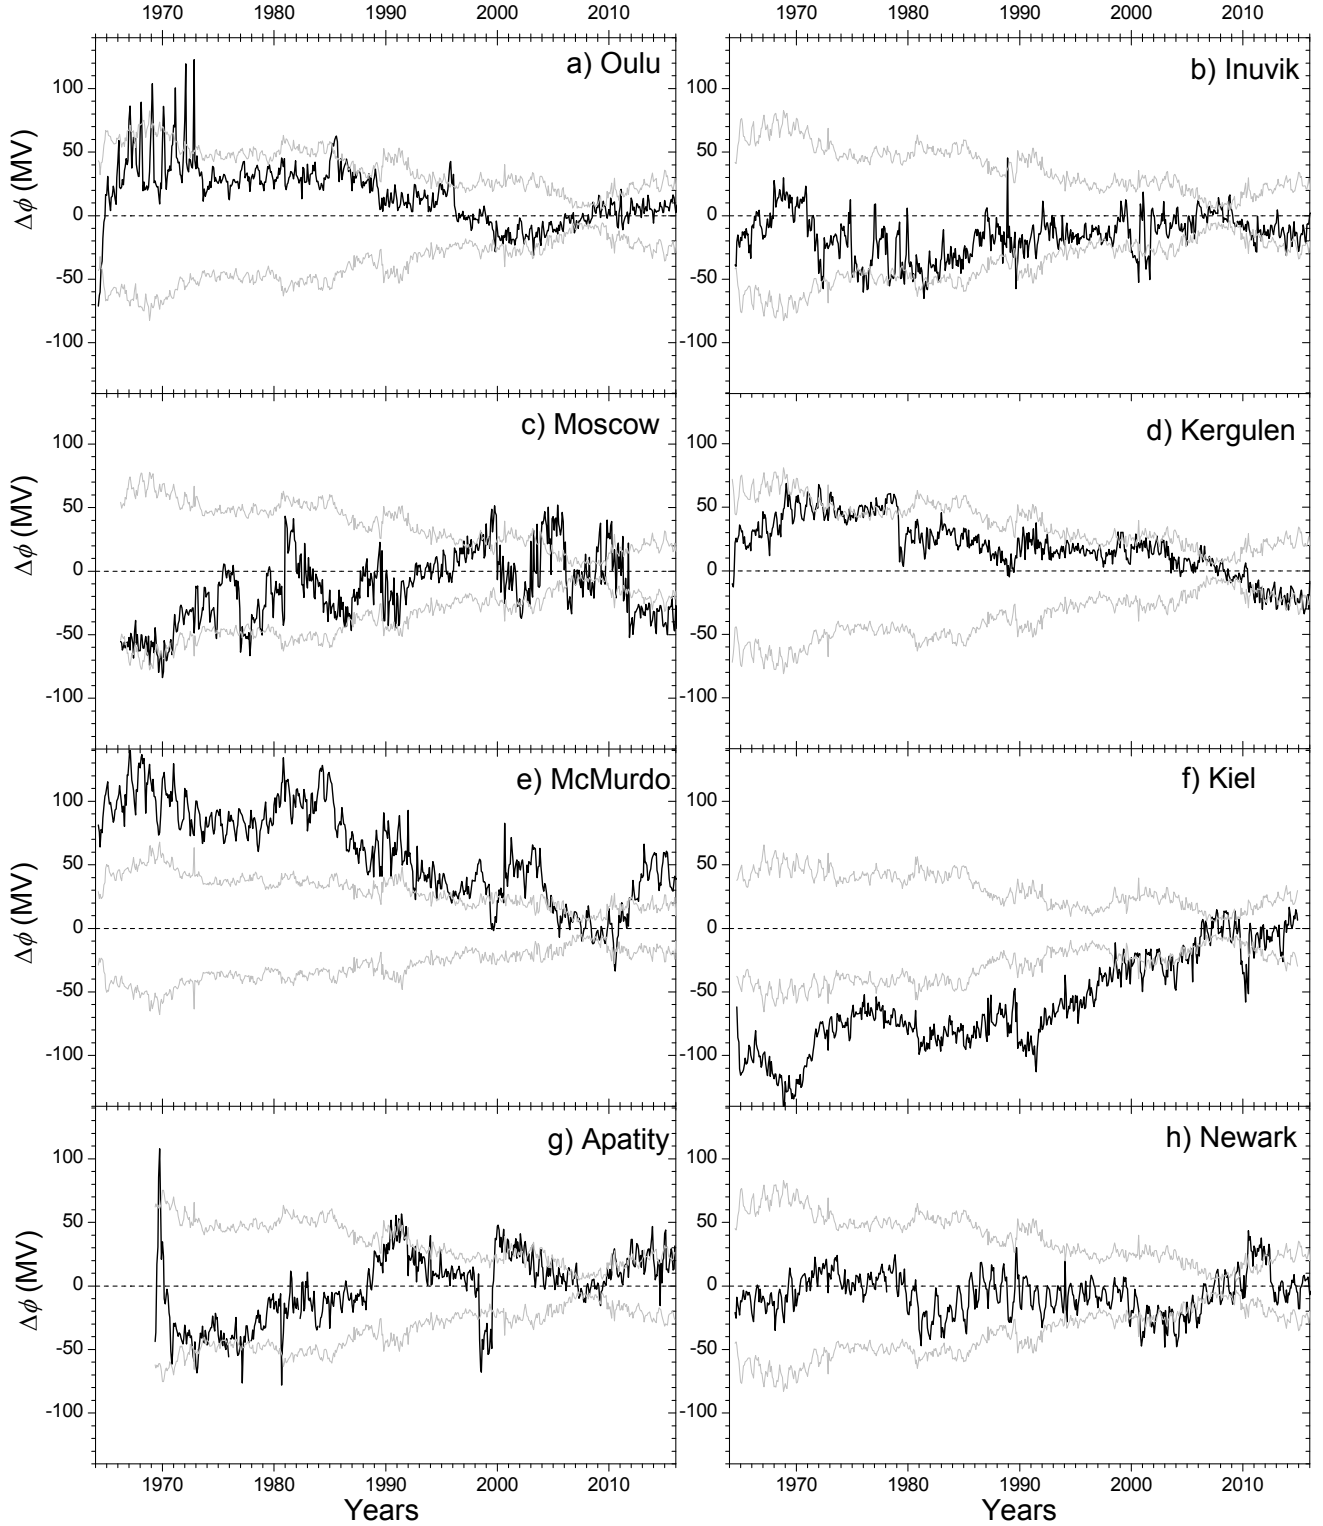 1970 1980 1990 2000 2010 1970 1980 1990 2000 2010
a) Oulu
b) Inuvik
100
50
0
-50
-100
Δϕ (MV)
c) Moscow
d) Kergulen
100
50
0
-50
-100
Δϕ (MV)
e) McMurdo
f) Kiel
100
50
0
-50
-100
Δϕ (MV)
g) Apatity
h) Newark
100
50
0
-50
-100
Δϕ (MV)
1970 1980 1990 2000 2010 1970 1980 1990 2000 2010
Years Years